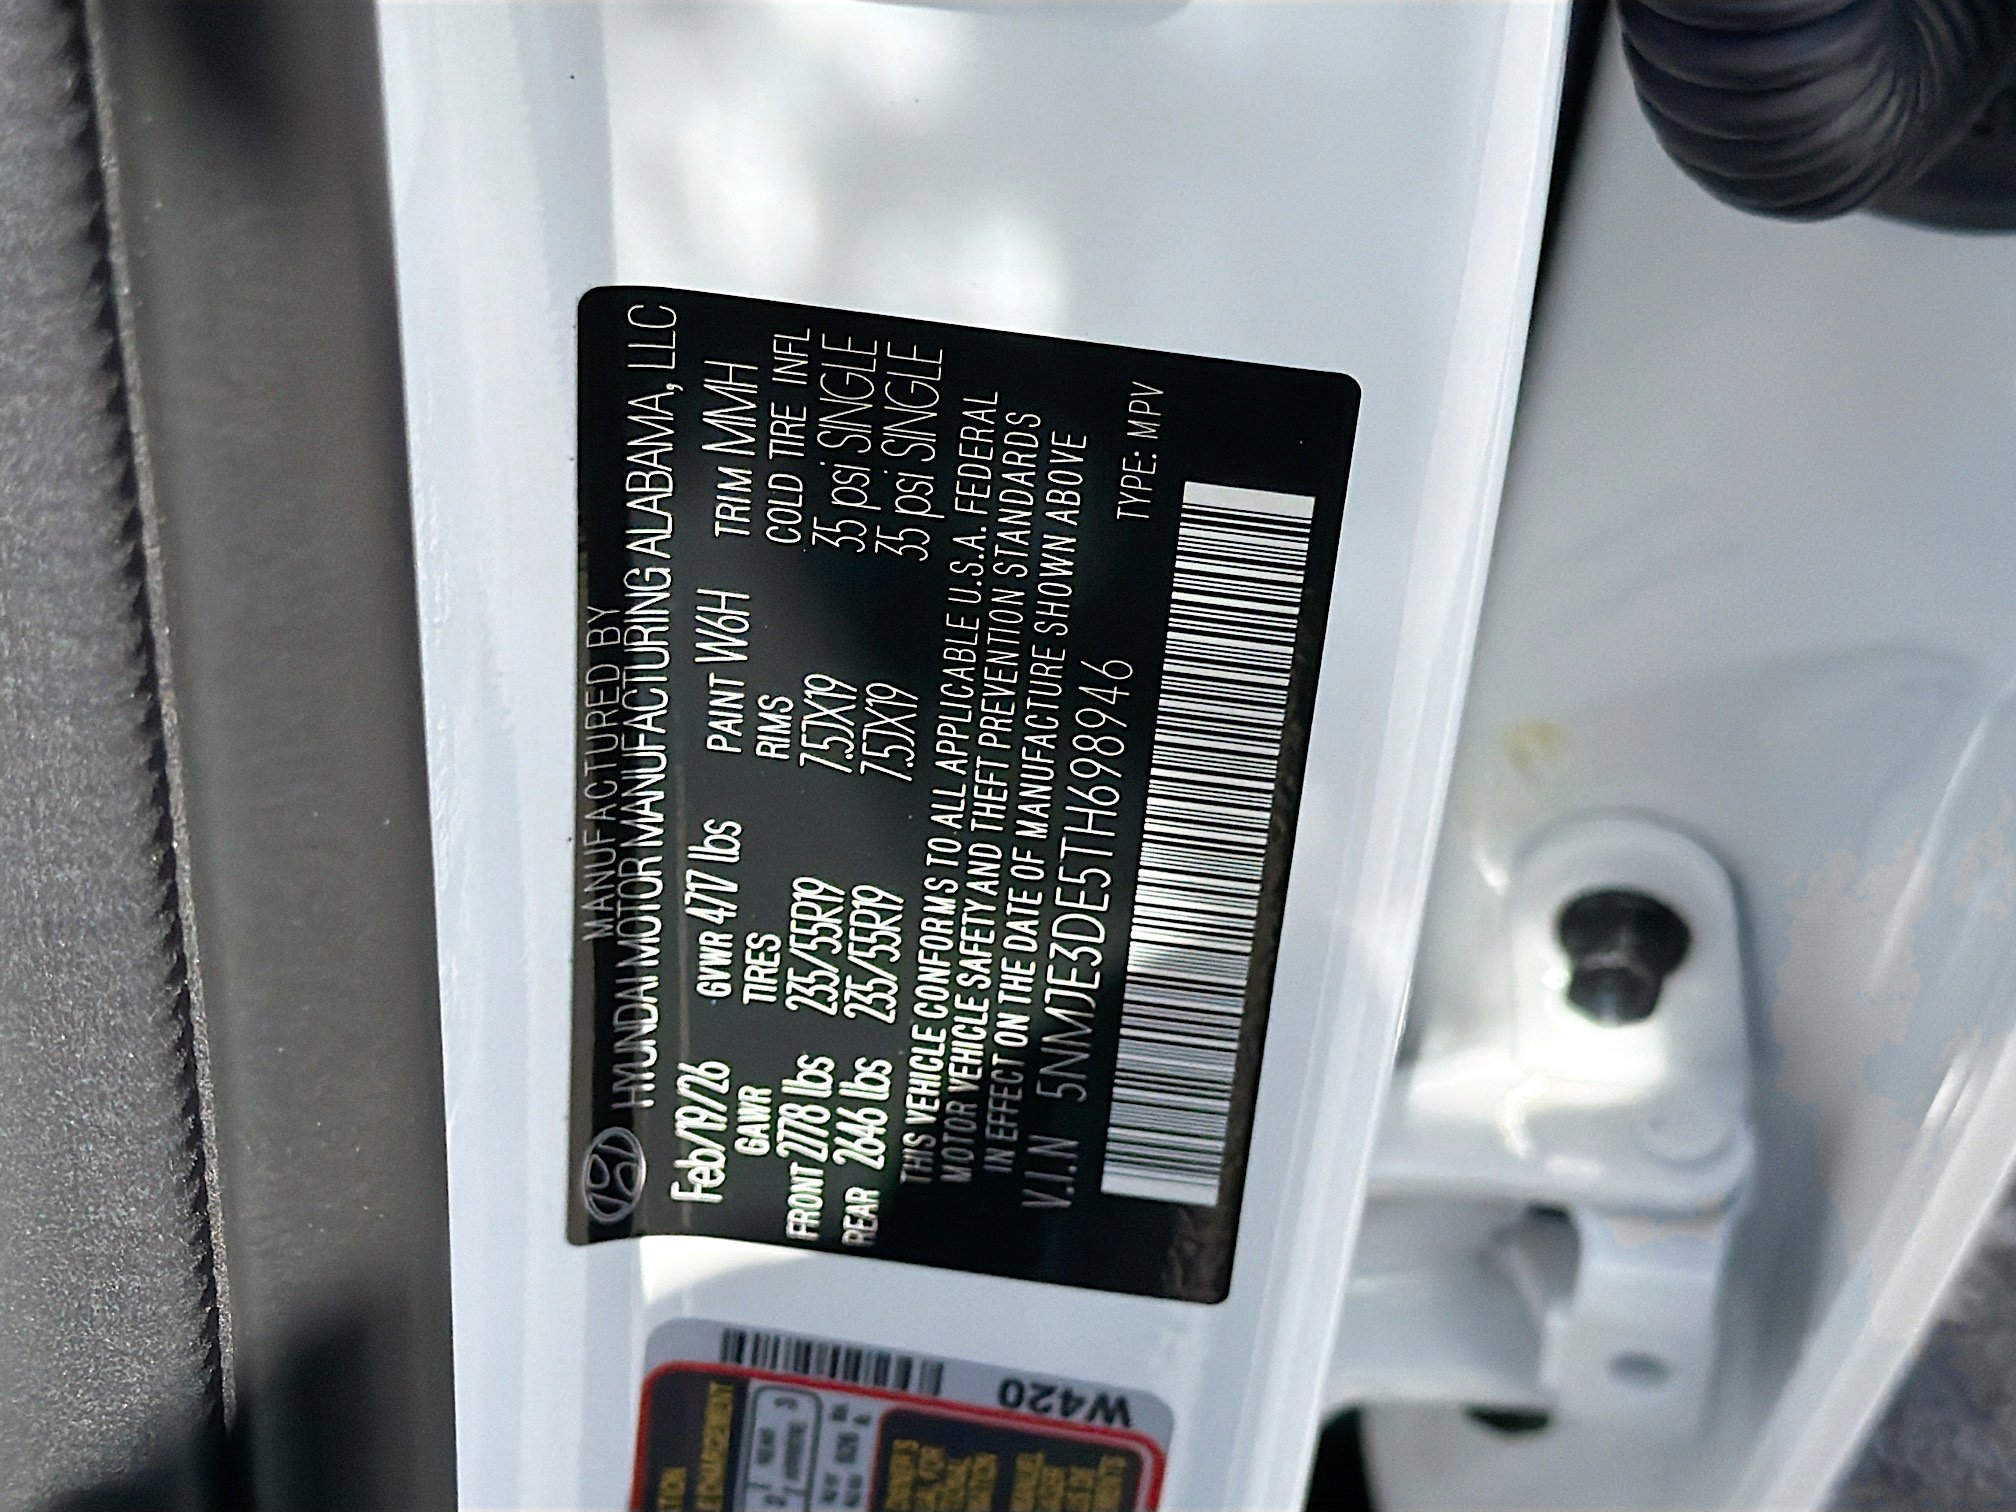 MANUFACTURED BY
HYUNDAI MOTOR MANUFACTURING ALABAMA, LLC
Feb/19/26 GVWR 4717 lbs PAINT W6H TRIM MMH
GAWR TIRES RIMS COLD TIRE INFL
FRONT 2778 lbs 235/55R19 7.5JX19 35 psi SINGLE
REAR 2646 lbs 235/55R19 7.5JX19 35 psi SINGLE
THIS VEHICLE CONFORMS TO ALL APPLICABLE U.S.A. FEDERAL
MOTOR VEHICLE SAFETY AND THEFT PREVENTION STANDARDS
IN EFFECT ON THE DATE OF MANUFACTURE SHOWN ABOVE
V.I.N 5NMJE3DE5TH698946 TYPE: MPV
W420